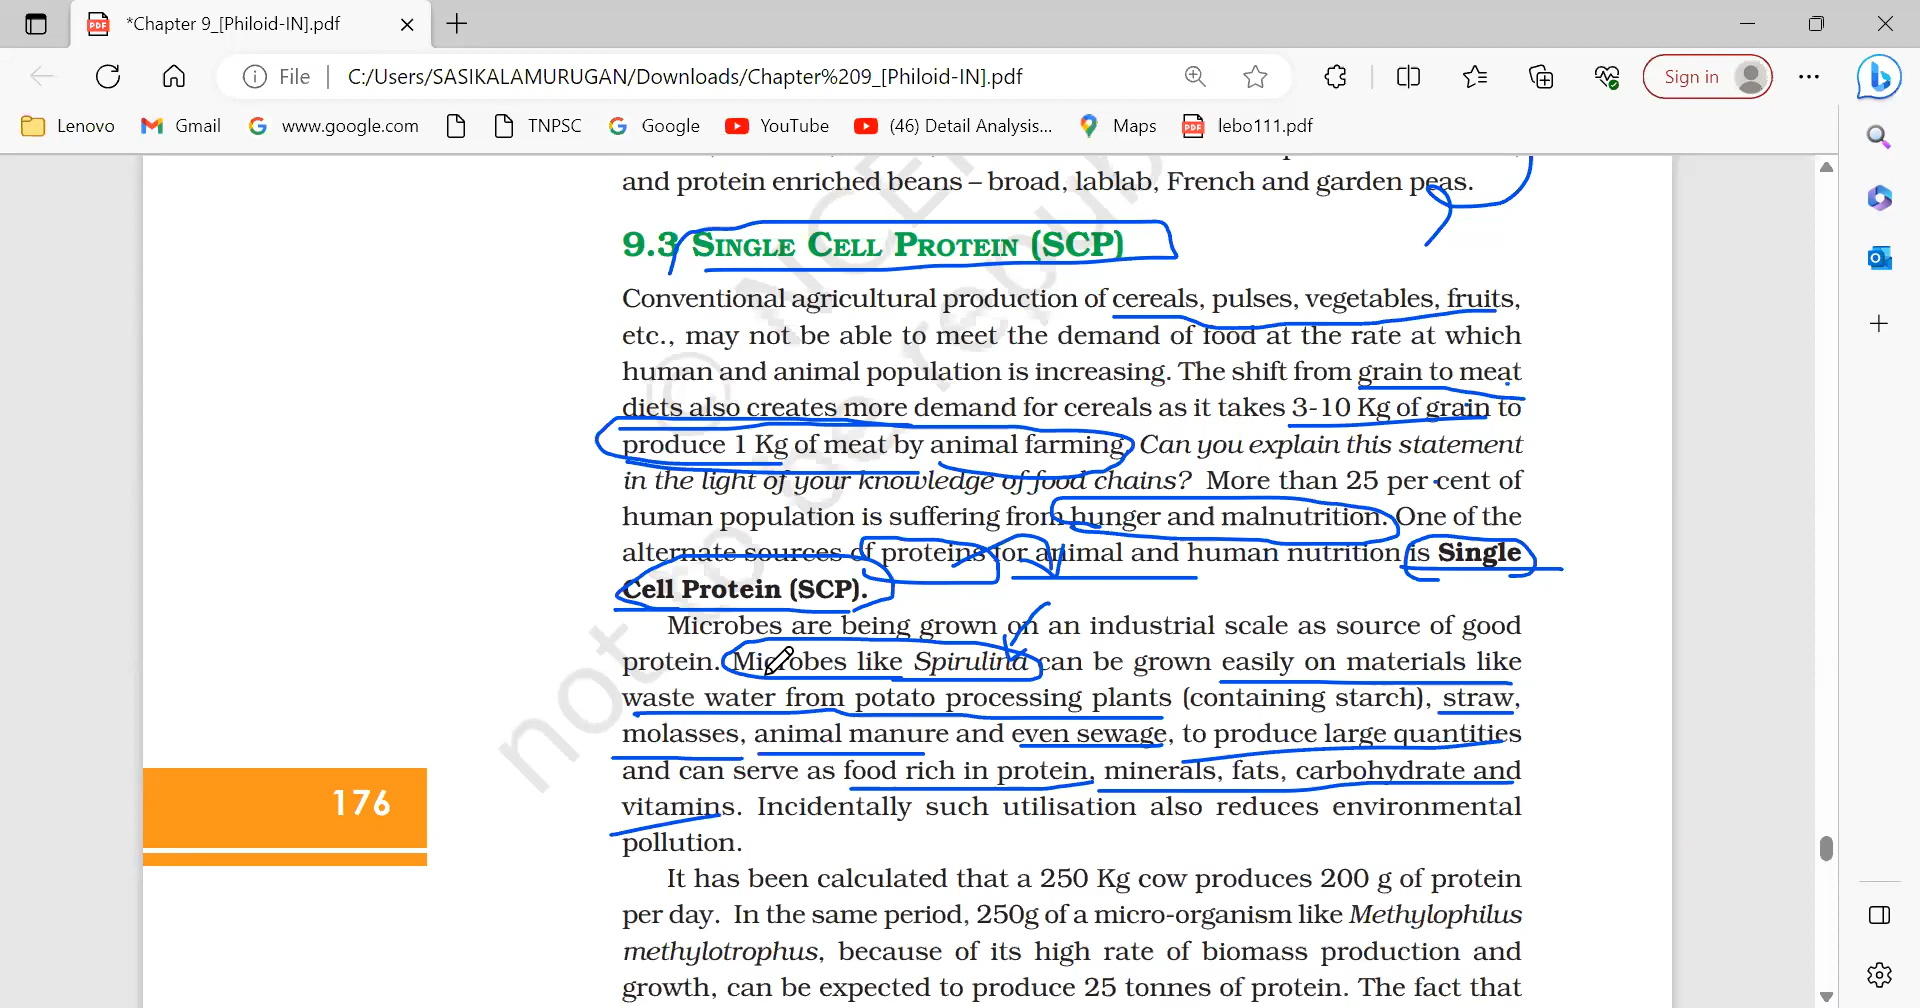 *Chapter 9_[Philoid-IN].pdf
File
C:/Users/SASIKALAMURUGAN/Downloads/Chapter%209_[Philoid-IN].pdf
Sign in
Lenovo
Gmail
www.google.com
TNPSC
Google
YouTube
(46) Detail Analysis...
Maps
lebo111.pdf
and protein enriched beans – broad, lablab, French and garden peas.
9.3 SINGLE CELL PROTEIN (SCP)
Conventional agricultural production of cereals, pulses, vegetables, fruits,
etc., may not be able to meet the demand of food at the rate at which
human and animal population is increasing. The shift from grain to meat
diets also creates more demand for cereals as it takes 3-10 Kg of grain to
produce 1 Kg of meat by animal farming. Can you explain this statement
in the light of your knowledge of food chains? More than 25 per cent of
human population is suffering from hunger and malnutrition. One of the
alternate sources of proteins for animal and human nutrition is Single
Cell Protein (SCP).
Microbes are being grown on an industrial scale as source of good
protein. Microbes like Spirulina can be grown easily on materials like
waste water from potato processing plants (containing starch), straw,
molasses, animal manure and even sewage, to produce large quantities
and can serve as food rich in protein, minerals, fats, carbohydrate and
vitamins. Incidentally such utilisation also reduces environmental
pollution.
It has been calculated that a 250 Kg cow produces 200 g of protein
per day. In the same period, 250g of a micro-organism like Methylophilus
methylotrophus, because of its high rate of biomass production and
growth, can be expected to produce 25 tonnes of protein. The fact that
176